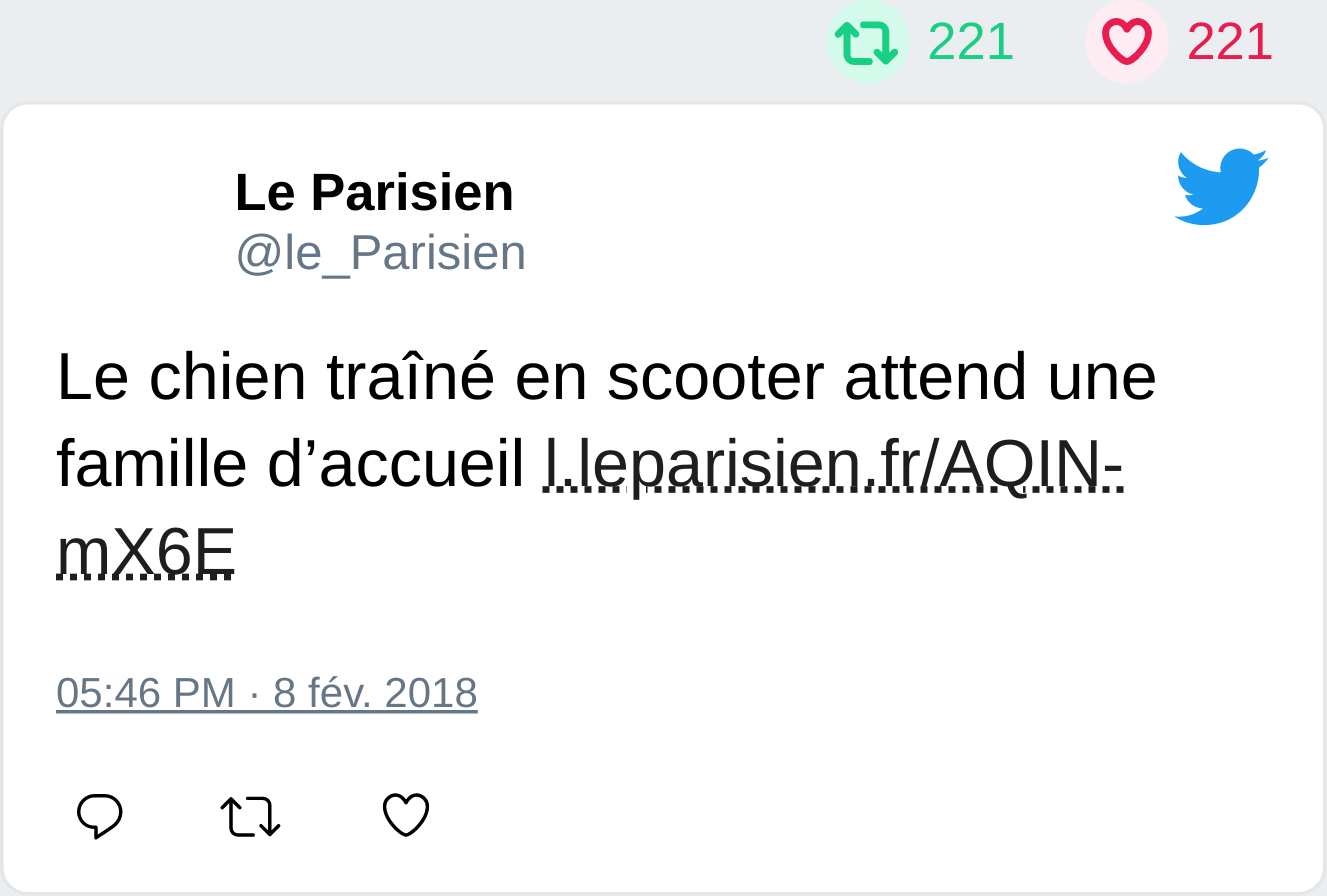 221 221
Le Parisien
@le_Parisien
Le chien traîné en scooter attend une
famille d’accueil l.leparisien.fr/AQIN-
mX6E
05:46 PM · 8 fév. 2018